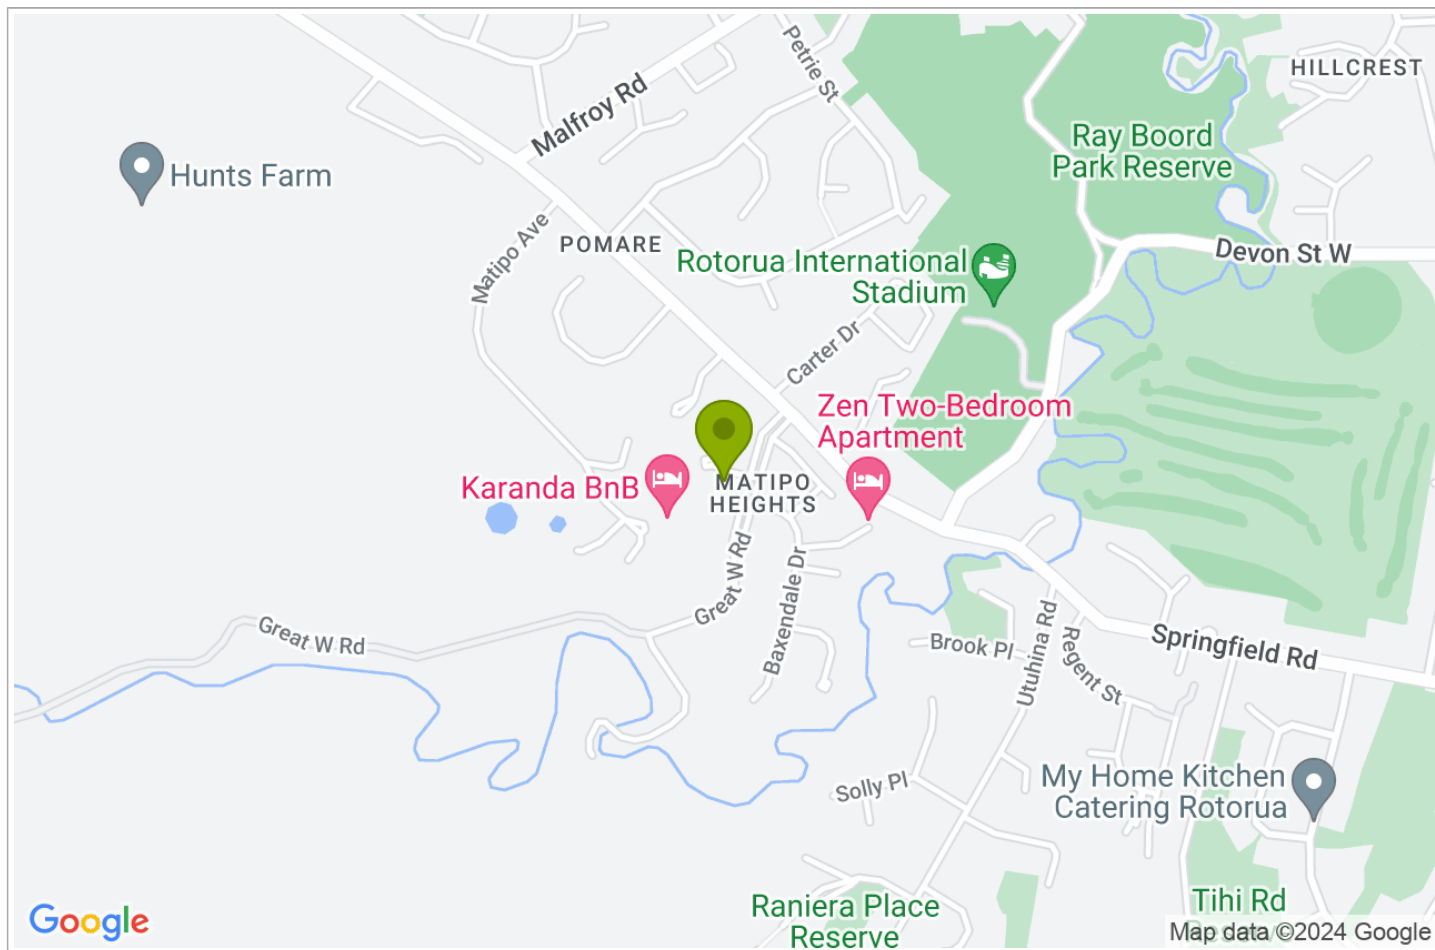 Petrie St
HILLCREST
Malfroy Rd
Ray Boord
Park Reserve
Hunts Farm
Matipo Ave
POMARE
Devon St W
Rotorua International
Stadium
Carter Dr
Zen Two-Bedroom
Apartment
Karanda BnB
MATIPO
HEIGHTS
Great W Rd
Baxendale Dr
Great W Rd
Brook Pl
Utuhina Rd
Regent St
Springfield Rd
Solly Pl
My Home Kitchen
Catering Rotorua
Raniera Place
Reserve
Tihi Rd
Google
Map data ©2024 Google